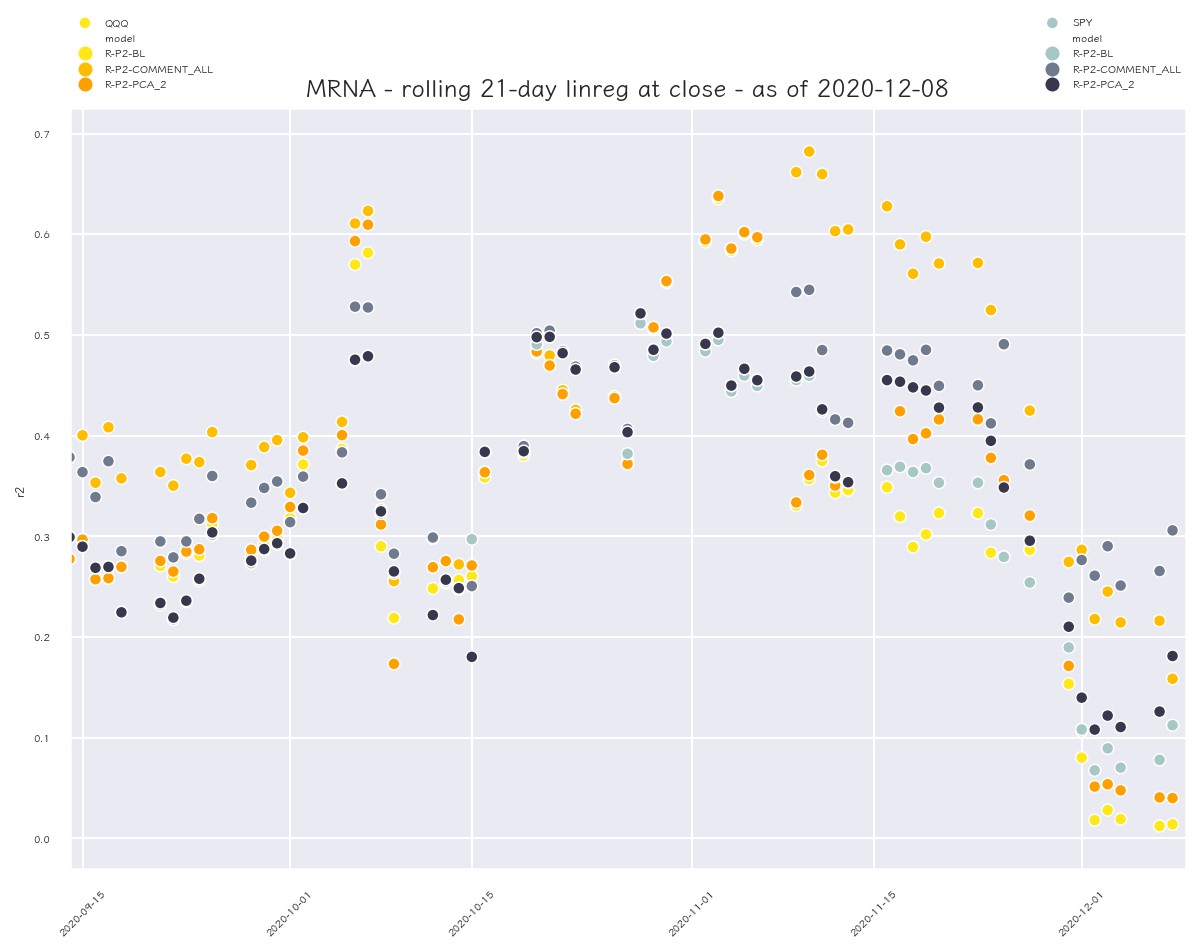 QQQ
model
R-P2-BL
R-P2-COMMENT_ALL
R-P2-PCA_2
SPY
model
R-P2-BL
R-P2-COMMENT_ALL
R-P2-PCA_2
MRNA - rolling 21-day linreg at close - as of 2020-12-08
0.7
0.6
0.5
0.4
0.3
0.2
0.1
0.0
r2
2020-09-15
2020-10-01
2020-10-15
2020-11-01
2020-11-15
2020-12-01